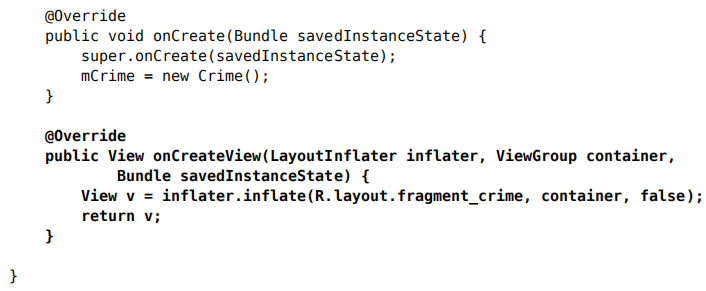 @Override
    public void onCreate(Bundle savedInstanceState) {
        super.onCreate(savedInstanceState);
        mCrime = new Crime();
    }

    @Override
    public View onCreateView(LayoutInflater inflater, ViewGroup container,
            Bundle savedInstanceState) {
        View v = inflater.inflate(R.layout.fragment_crime, container, false);
        return v;
    }

}